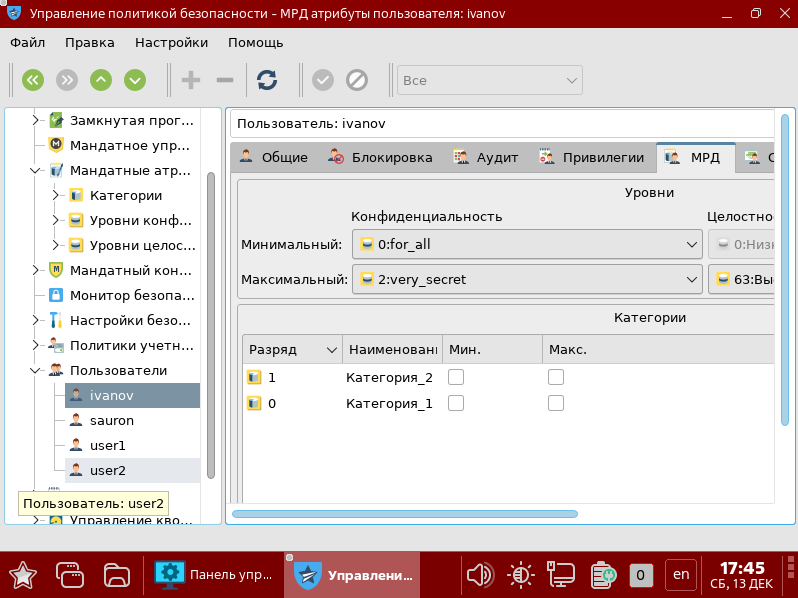 Управление политикой безопасности – МРД атрибуты пользователя: ivanov
Файл Правка Настройки Помощь
Все
Замкнутая прог...
Мандатное упр...
Мандатные атр...
Категории
Уровни конф...
Уровни целос...
Мандатный кон...
Монитор безопа...
Настройки безо...
Политики учетн...
Пользователи
ivanov
sauron
user1
user2
Пользователь: user2
Управление кво...
Пользователь: ivanov
Общие Блокировка Аудит Привилегии МРД
Уровни
Конфиденциальность Целостно
Минимальный: 0:for_all 0:Низк
Максимальный: 2:very_secret 63:Выс
Категории
Разряд Наименовани Мин. Макс.
1 Категория_2
0 Категория_1
Панель упр... Управлени... 0 en 17:45
СБ, 13 ДЕК